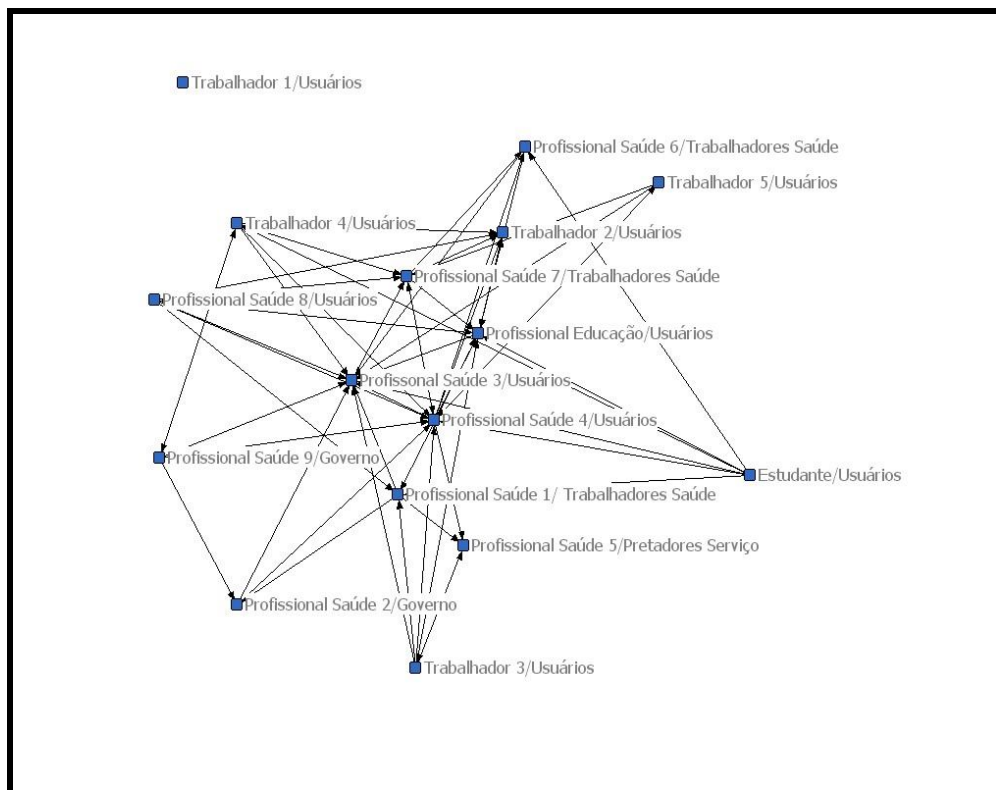 Trabalhador 1/Usuários
Profissional Saúde 6/Trabalhadores Saúde
Trabalhador 5/Usuários
Trabalhador 4/Usuários
Trabalhador 2/Usuários
Profissional Saúde 7/Trabalhadores Saúde
Profissional Saúde 8/Usuários
Profissional Educação/Usuários
Profissonal Saúde 3/Usuários
Profissional Saúde 4/Usuários
Profissional Saúde 9/Governo
Estudante/Usuários
Profissional Saúde 1/ Trabalhadores Saúde
Profissional Saúde 5/Pretadores Serviço
Profissional Saúde 2/Governo
Trabalhador 3/Usuários